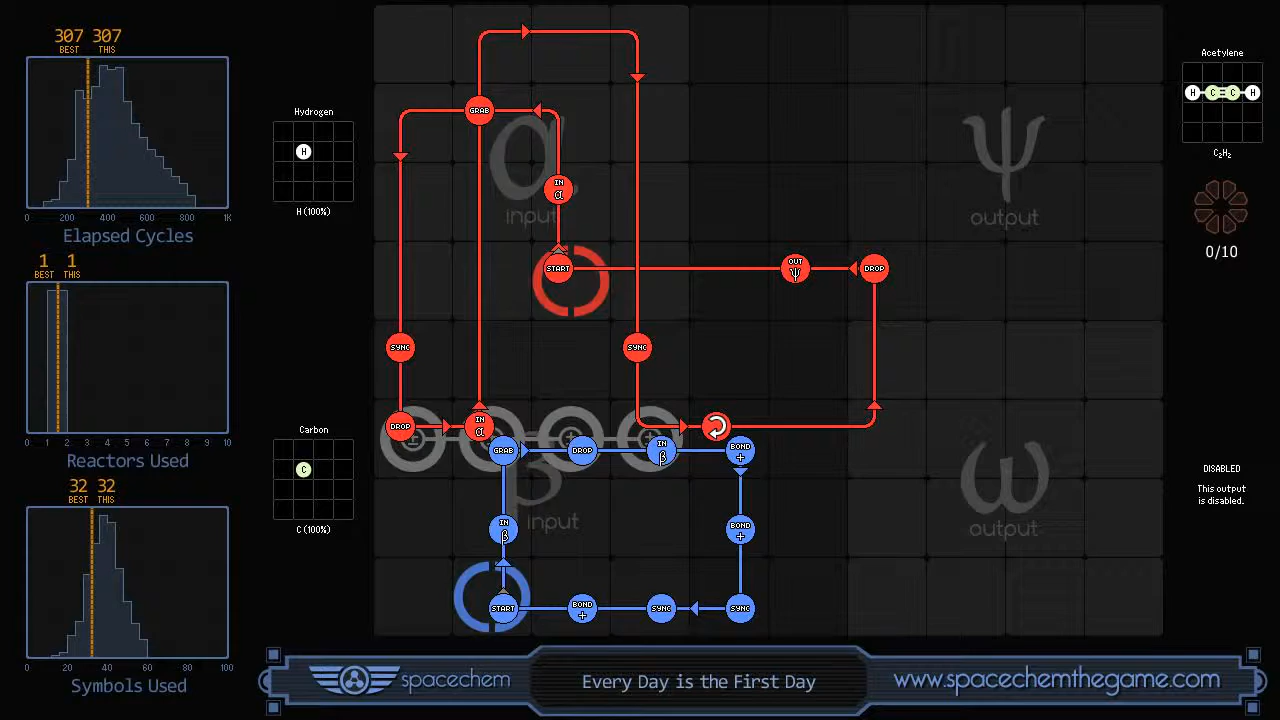 307 307
BEST THIS
0 200 400 600 800 1K
Elapsed Cycles
1 1
BEST THIS
0 1 2 3 4 5 6 7 8 9 10
Reactors Used
32 32
BEST THIS
0 20 40 60 80 100
Symbols Used
Hydrogen
H
H (100%)
Carbon
C
C (100%)
GRAB
IN
α
START
SYNC
DROP
IN
α
SYNC
OUT
ψ
DROP
α
input
ψ
output
GRAB
DROP
IN
β
BOND
+
IN
β
BOND
+
START
BOND
+
SYNC
SYNC
β
input
ω
output
Acetylene
H C C H
C₂H₂
0/10
DISABLED
This output
is disabled.
spacechem
Every Day is the First Day
www.spacechemthegame.com